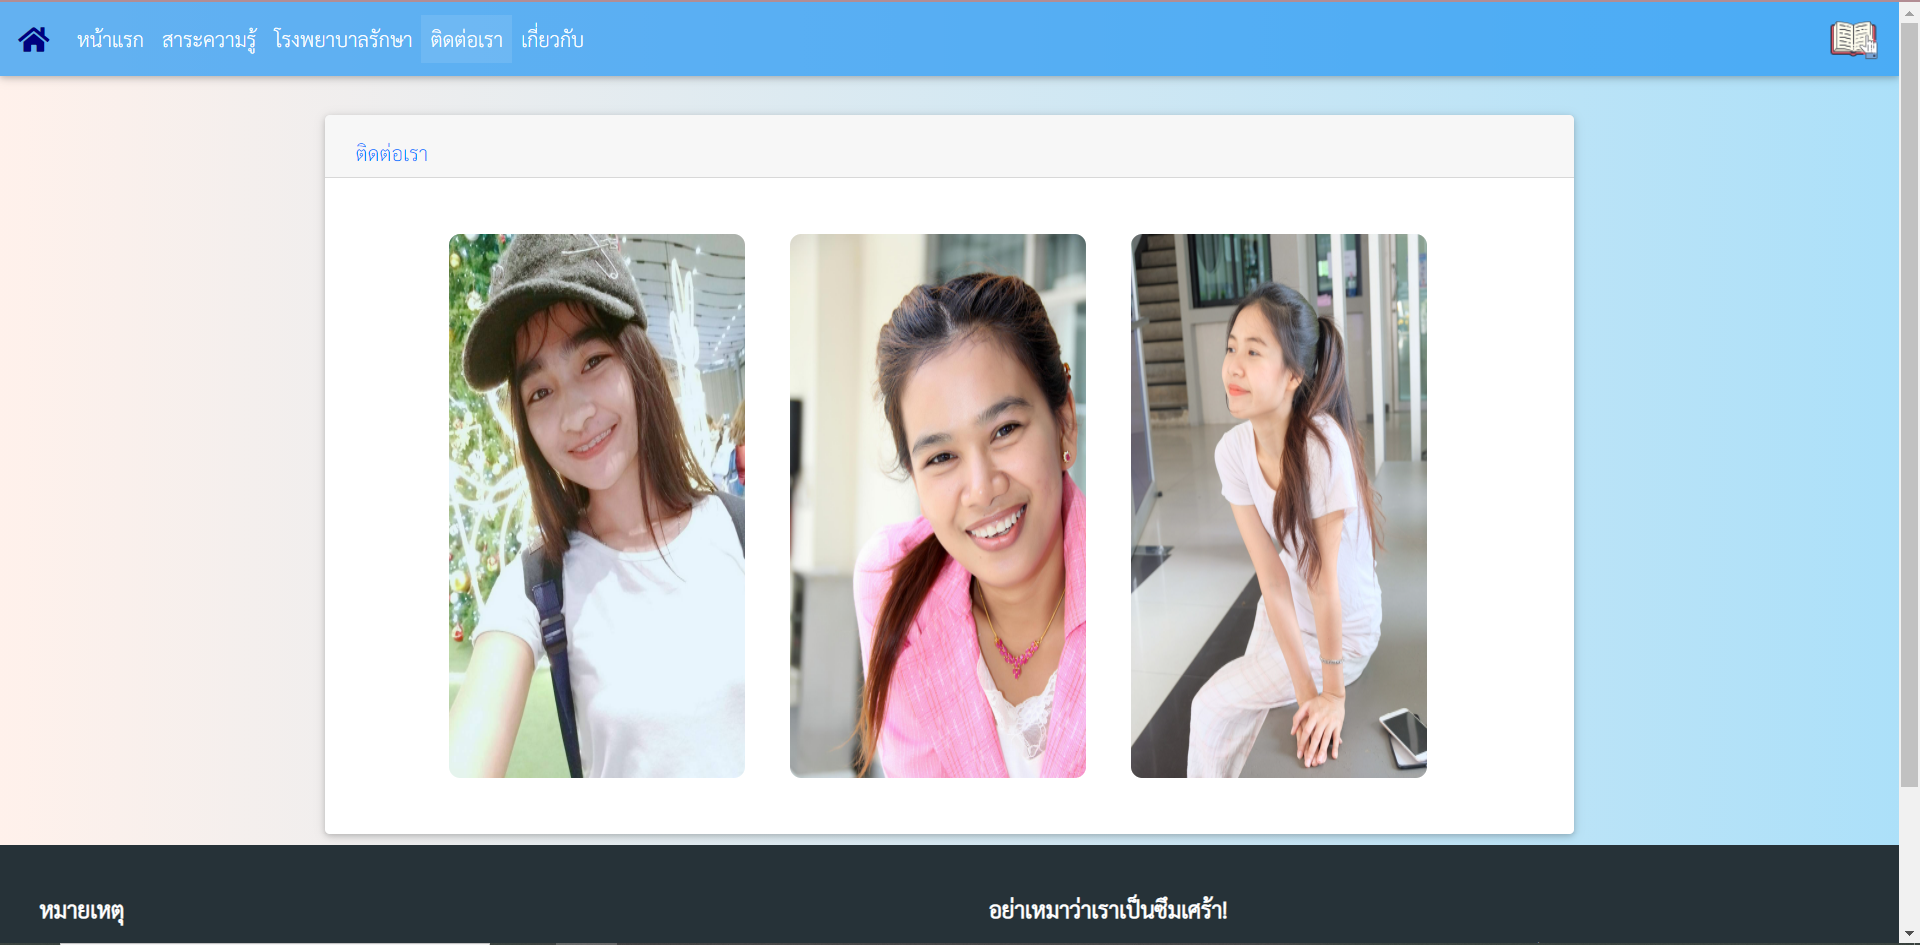 หน้าแรก สาระความรู้ โรงพยาบาลรักษา ติดต่อเรา เกี่ยวกับ
ติดต่อเรา
หมายเหตุ
อย่าเหมาว่าเราเป็นซึมเศร้า!